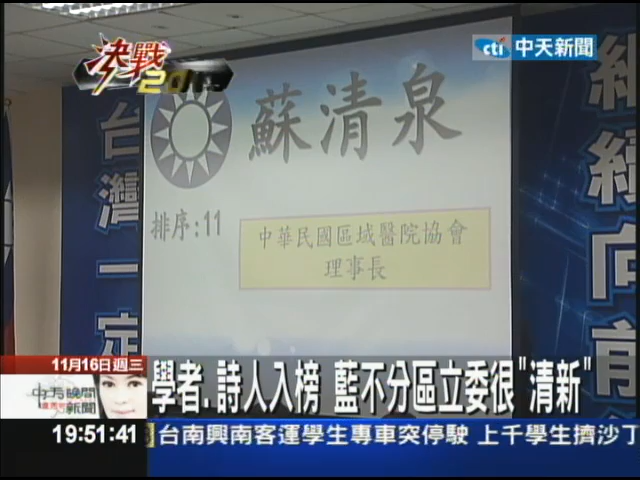 決戰
cti 中天新聞
蘇清泉
排序:11
中華民國區域醫院協會
理事長
台灣一定
繼續向前
11月16日週三
中天晚間
新聞
學者.詩人入榜 藍不分區立委很"清新"
19:51:41
台南興南客運學生專車突停駛 上千學生擠沙丁